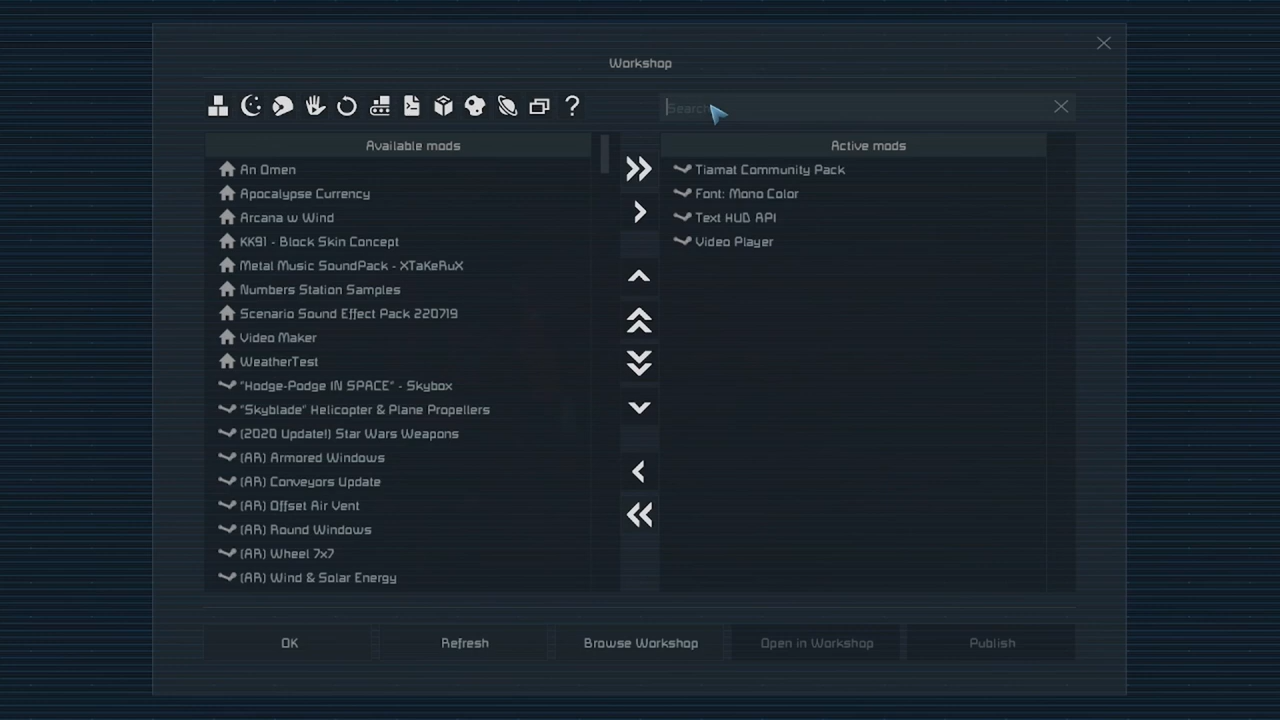 Workshop
Search
Available mods
An Omen
Apocalypse Currency
Arcana w Wind
KK91 - Block Skin Concept
Metal Music SoundPack - XTaKeRuX
Numbers Station Samples
Scenario Sound Effect Pack 220719
Video Maker
WeatherTest
"Hodge-Podge IN SPACE" - Skybox
"Skyblade" Helicopter & Plane Propellers
(2020 Update!) Star Wars Weapons
(AR) Armored Windows
(AR) Conveyors Update
(AR) Offset Air Vent
(AR) Round Windows
(AR) Wheel 7x7
(AR) Wind & Solar Energy
Active mods
Tiamat Community Pack
Font: Mono Color
Text HUD API
Video Player
OK
Refresh
Browse Workshop
Open in Workshop
Publish